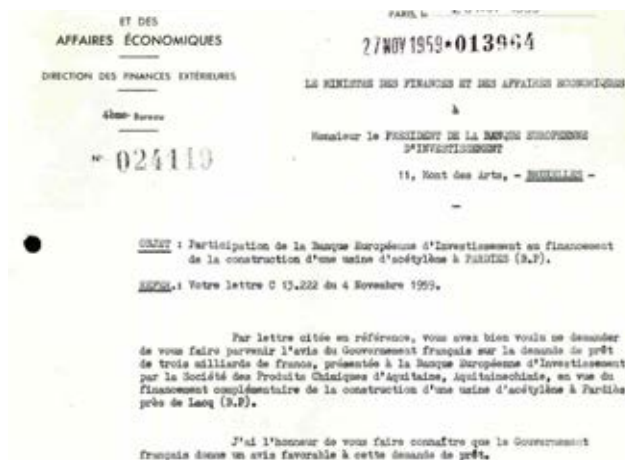 ET DES
AFFAIRES ÉCONOMIQUES
DIRECTION DES FINANCES EXTÉRIEURES
4ème Bureau
N° 024119
PARIS, le
27 NOV 1959*013964
LE MINISTRE DES FINANCES ET DES AFFAIRES ECONOMIQUES
à
Monsieur le PRESIDENT DE LA BANQUE EUROPEENNE
D'INVESTISSEMENT
11, Mont des Arts, - BRUXELLES -
OBJET : Participation de la Banque Européenne d'Investissement au financement
de la construction d'une usine d'acétylène à PARDIES (B.P).
REFER.: Votre lettre C 13.222 du 4 Novembre 1959.
Par lettre citée en référence, vous avez bien voulu me demander
de vous faire parvenir l'avis du Gouvernement français sur la demande de prêt
de trois milliards de francs, présentée à la Banque Européenne d'Investissement
par la Société des Produits Chimiques d'Aquitaine, Aquitainechimie, en vue du
financement complémentaire de la construction d'une usine d'acétylène à Pardiès
près de Lacq (B.P).
J'ai l'honneur de vous faire connaître que le Gouvernement
français donne un avis favorable à cette demande de prêt.